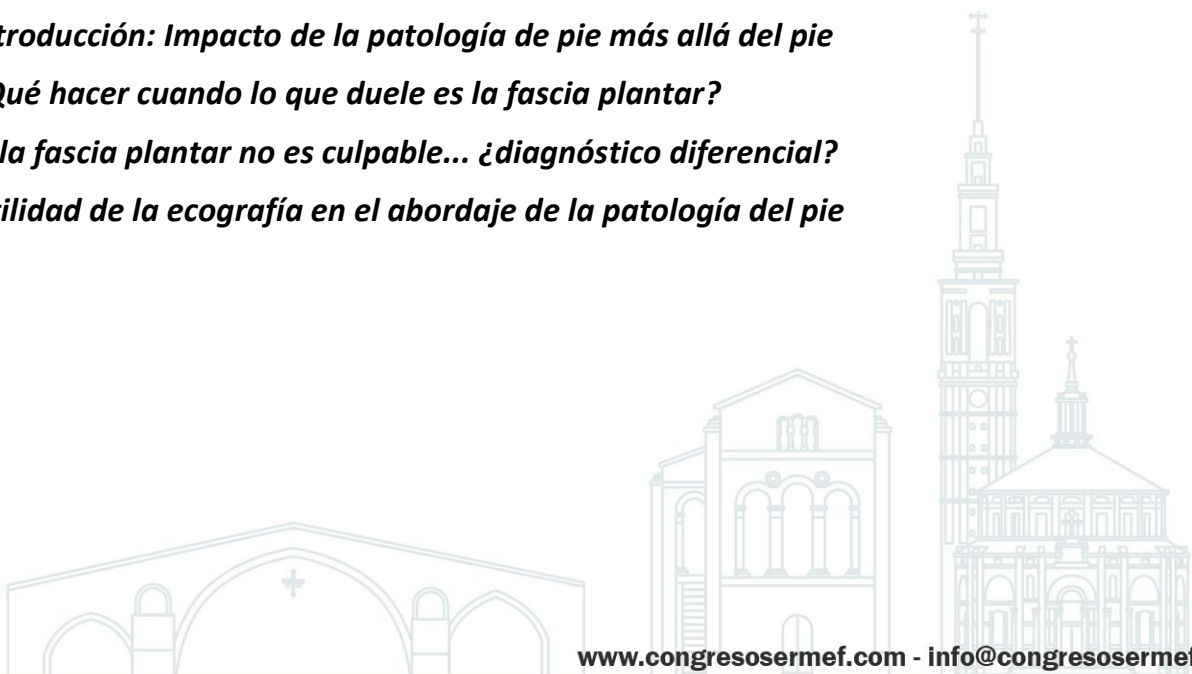 troducción: Impacto de la patología de pie más allá del pie
Qué hacer cuando lo que duele es la fascia plantar?
la fascia plantar no es culpable... ¿diagnóstico diferencial?
ilidad de la ecografía en el abordaje de la patología del pie
www.congresosermef.com - info@congresosermef